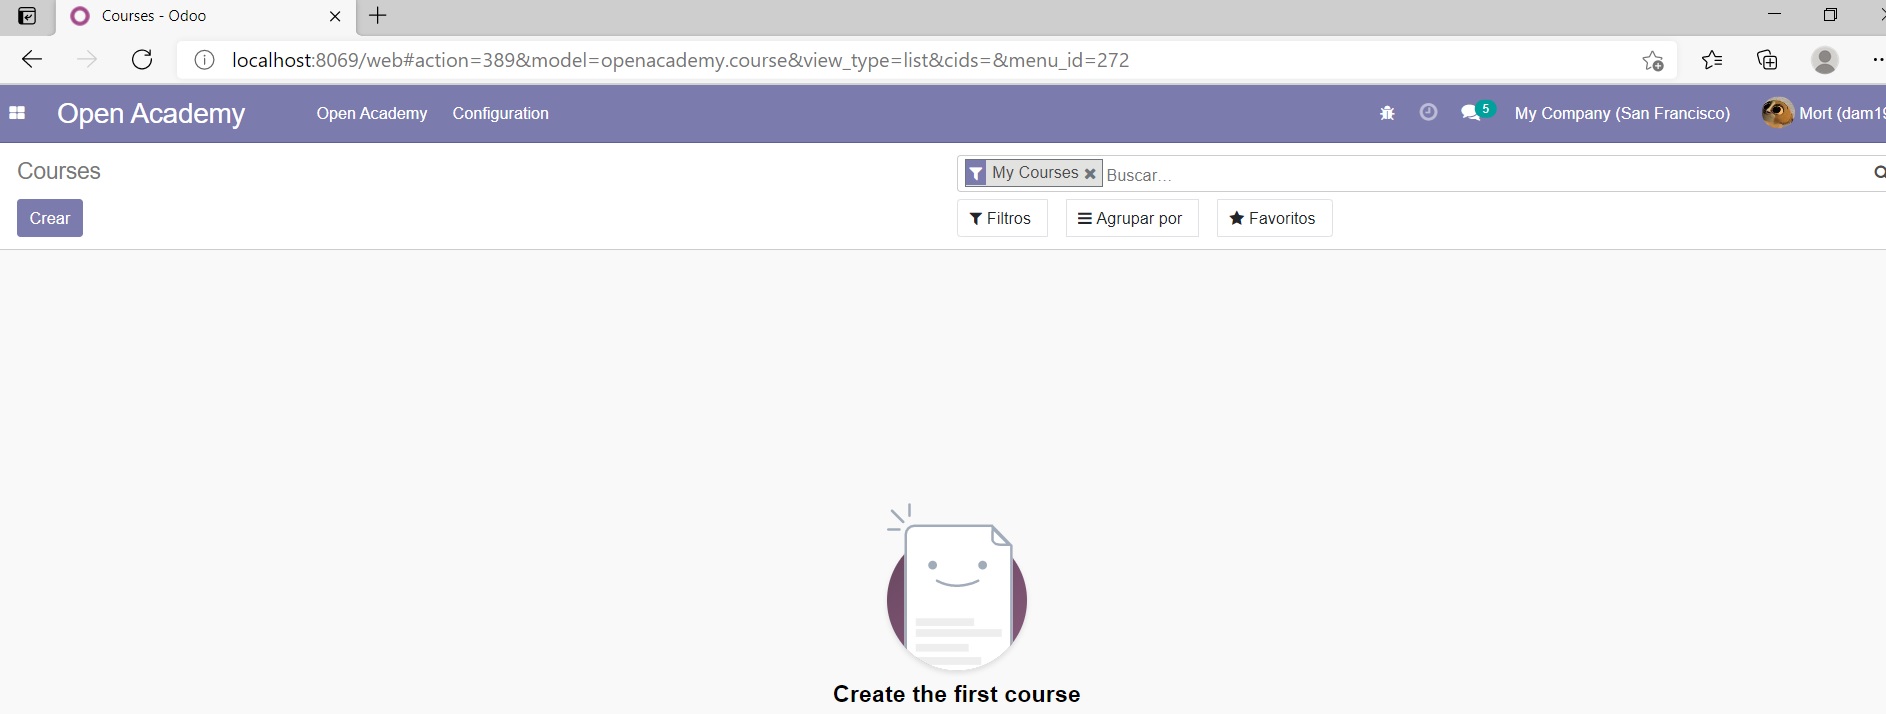 Courses - Odoo
localhost:8069/web#action=389&model=openacademy.course&view_type=list&cids=&menu_id=272
Open Academy Open Academy Configuration 5 My Company (San Francisco) Mort (dam19
Courses
My Courses Buscar...
Crear Filtros Agrupar por Favoritos
Create the first course